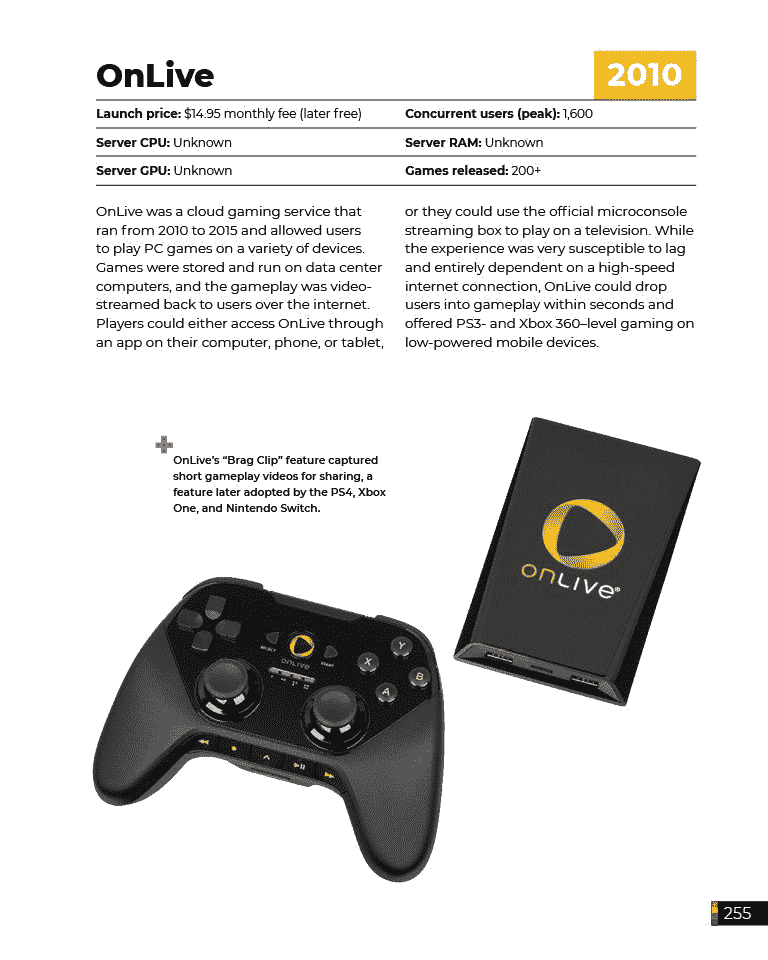 OnLive
2010
Launch price: $14.95 monthly fee (later free)
Concurrent users (peak): 1,600
Server CPU: Unknown
Server RAM: Unknown
Server GPU: Unknown
Games released: 200+
OnLive was a cloud gaming service that
ran from 2010 to 2015 and allowed users
to play PC games on a variety of devices.
Games were stored and run on data center
computers, and the gameplay was video-
streamed back to users over the internet.
Players could either access OnLive through
an app on their computer, phone, or tablet,
or they could use the official microconsole
streaming box to play on a television. While
the experience was very susceptible to lag
and entirely dependent on a high-speed
internet connection, OnLive could drop
users into gameplay within seconds and
offered PS3- and Xbox 360–level gaming on
low-powered mobile devices.
OnLive's “Brag Clip” feature captured
short gameplay videos for sharing, a
feature later adopted by the PS4, Xbox
One, and Nintendo Switch.
onLIVE®
SELECT
START
onLIVE
Y
X
B
A
255